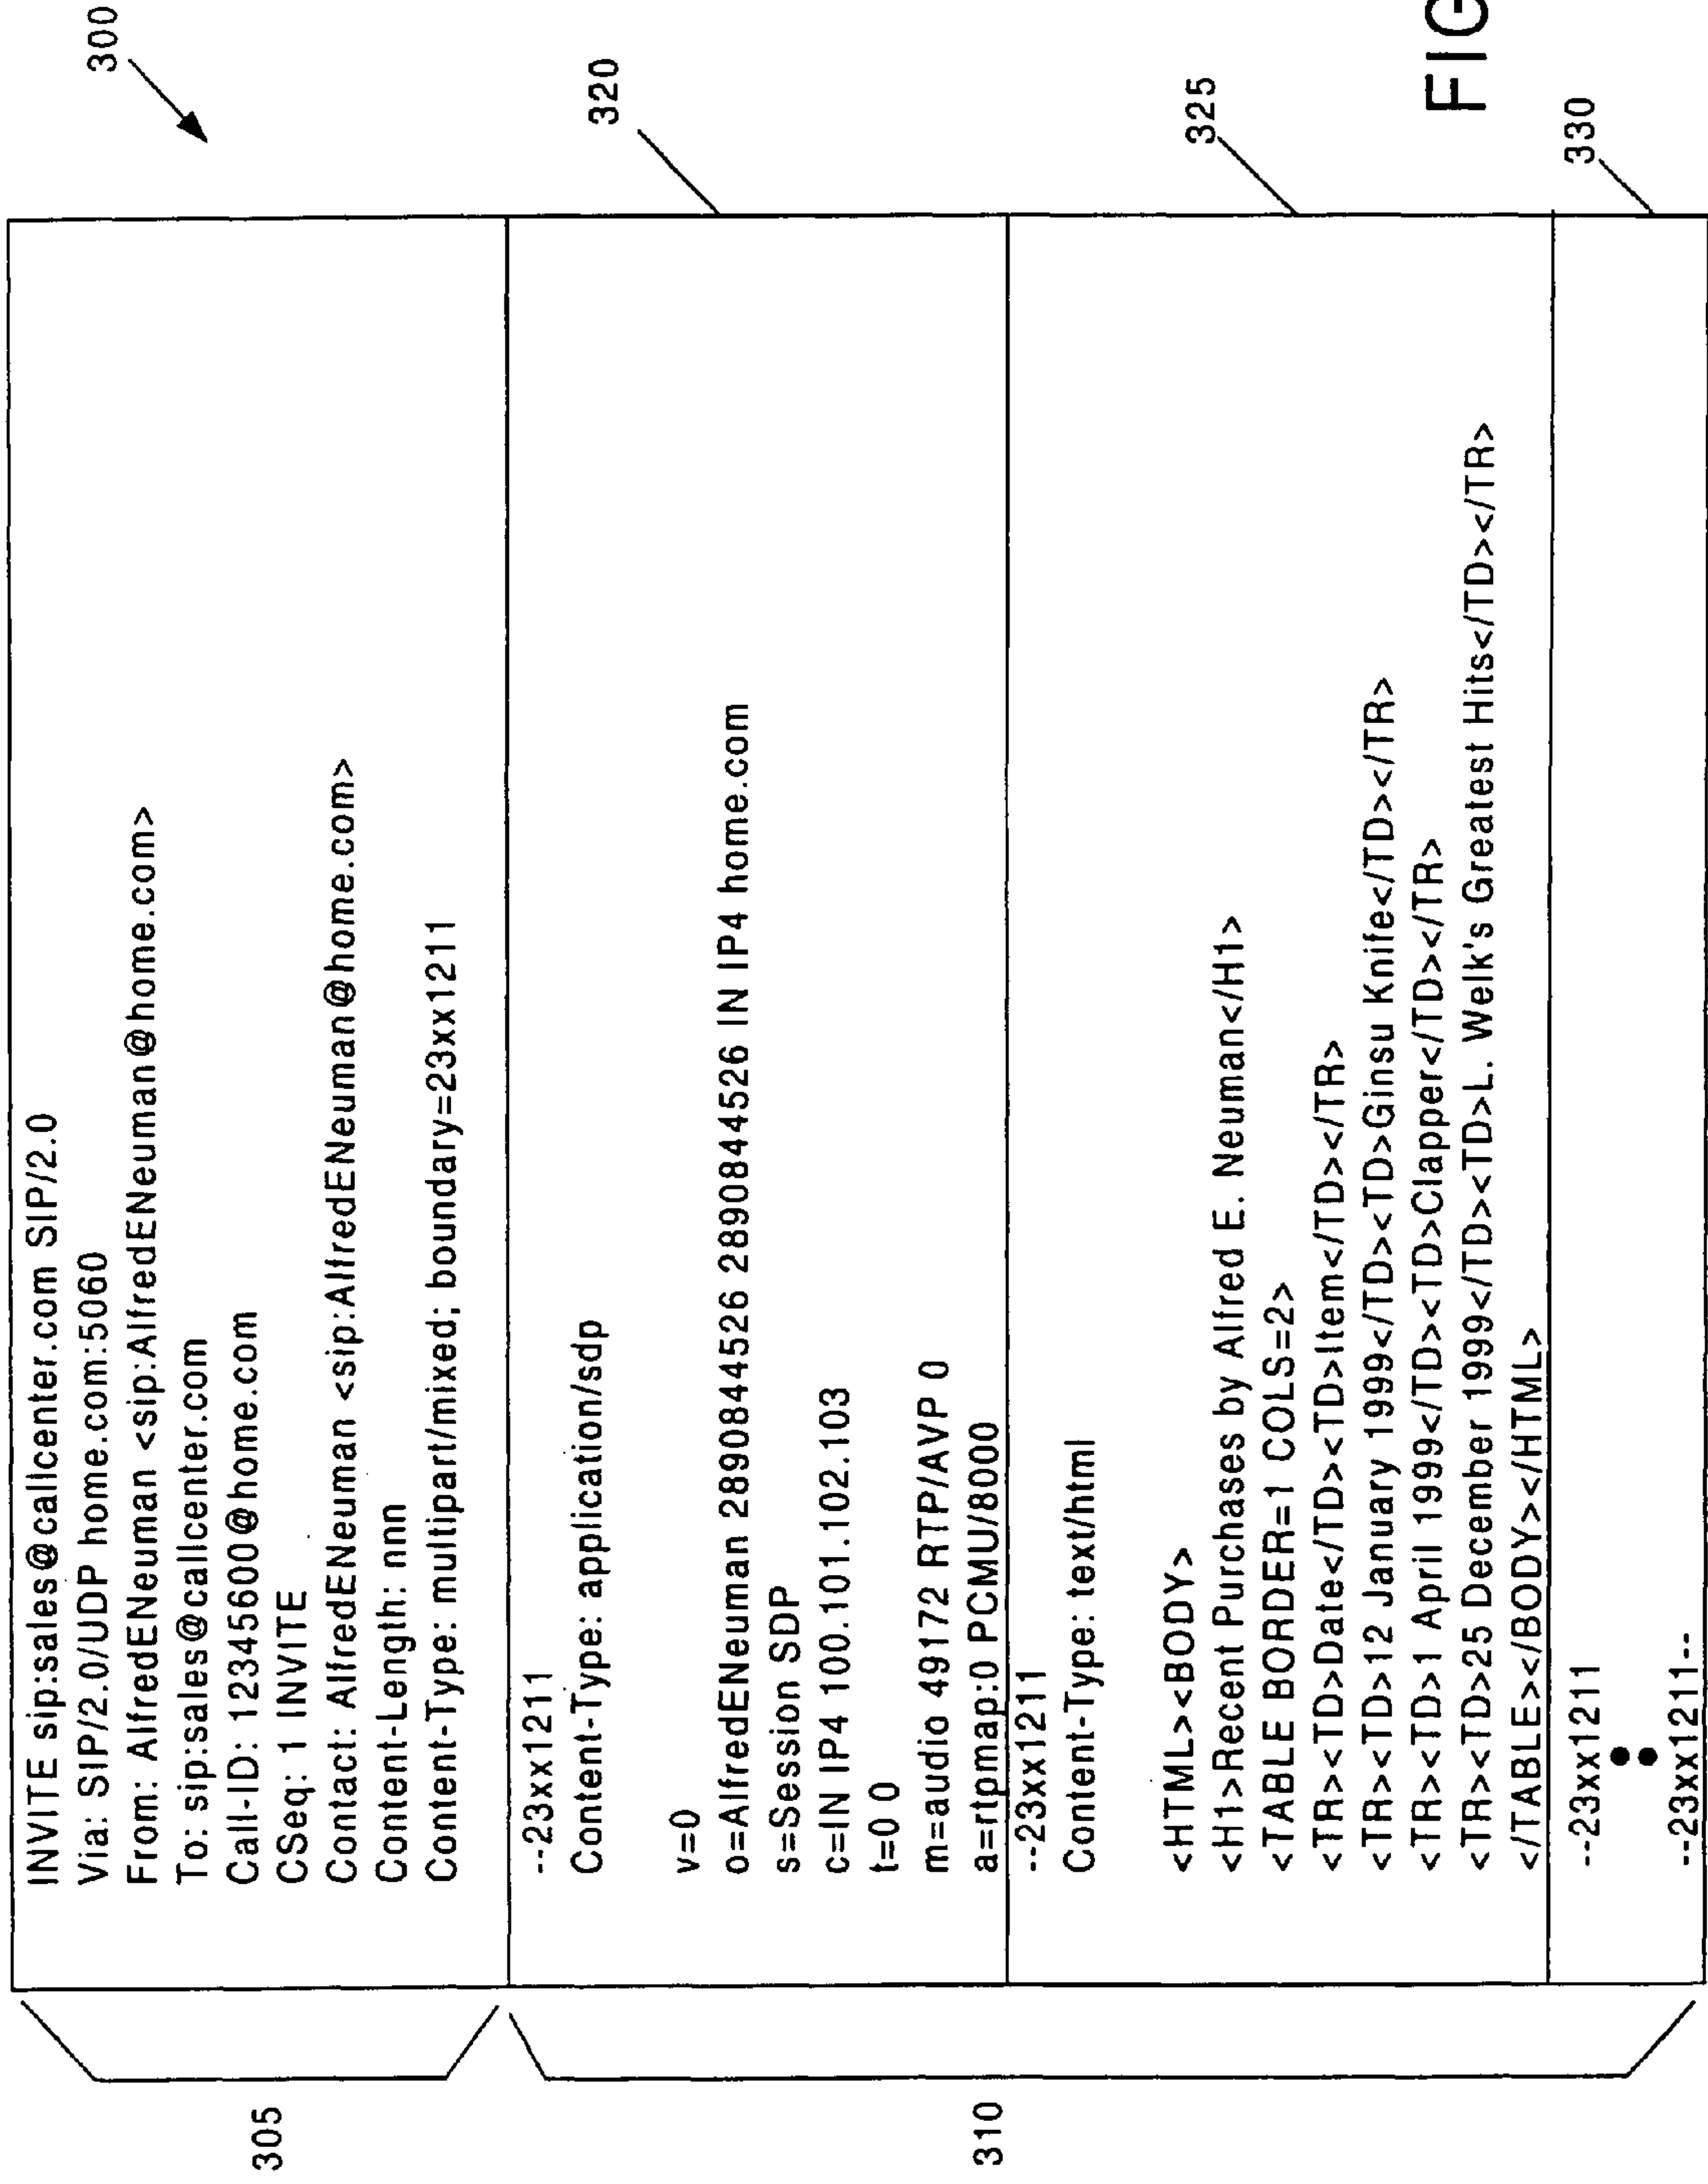 300
INVITE sip:sales@callcenter.com SIP/2.0
Via: SIP/2.0/UDP home.com:5060
From: AlfredENeuman <sip:AlfredENeuman@home.com>
To: sip:sales@callcenter.com
Call-ID: 12345600@home.com
CSeq: 1 INVITE
Contact: AlfredENeuman <sip:AlfredENeuman@home.com>
Content-Length: nnn
Content-Type: multipart/mixed; boundary=23xx1211
305
320
--23xx1211
Content-Type: application/sdp
v=0
o=AlfredENeuman 2890844526 2890844526 IN IP4 home.com
s=Session SDP
c=IN IP4 100.101.102.103
t=0 0
m=audio 49172 RTP/AVP 0
a=rtpmap:0 PCMU/8000
310
325
--23xx1211
Content-Type: text/html
<HTML><BODY>
<H1>Recent Purchases by Alfred E. Neuman</H1>
<TABLE BORDER=1 COLS=2>
<TR><TD>Date</TD><TD>Item</TD></TR>
<TR><TD>12 January 1999</TD><TD>Ginsu Knife</TD></TR>
<TR><TD>1 April 1999</TD><TD>Clapper</TD></TR>
<TR><TD>25 December 1999</TD><TD>L. Welk's Greatest Hits</TD></TR>
</TABLE></BODY></HTML>
FIG
330
--23xx1211
--23xx1211--